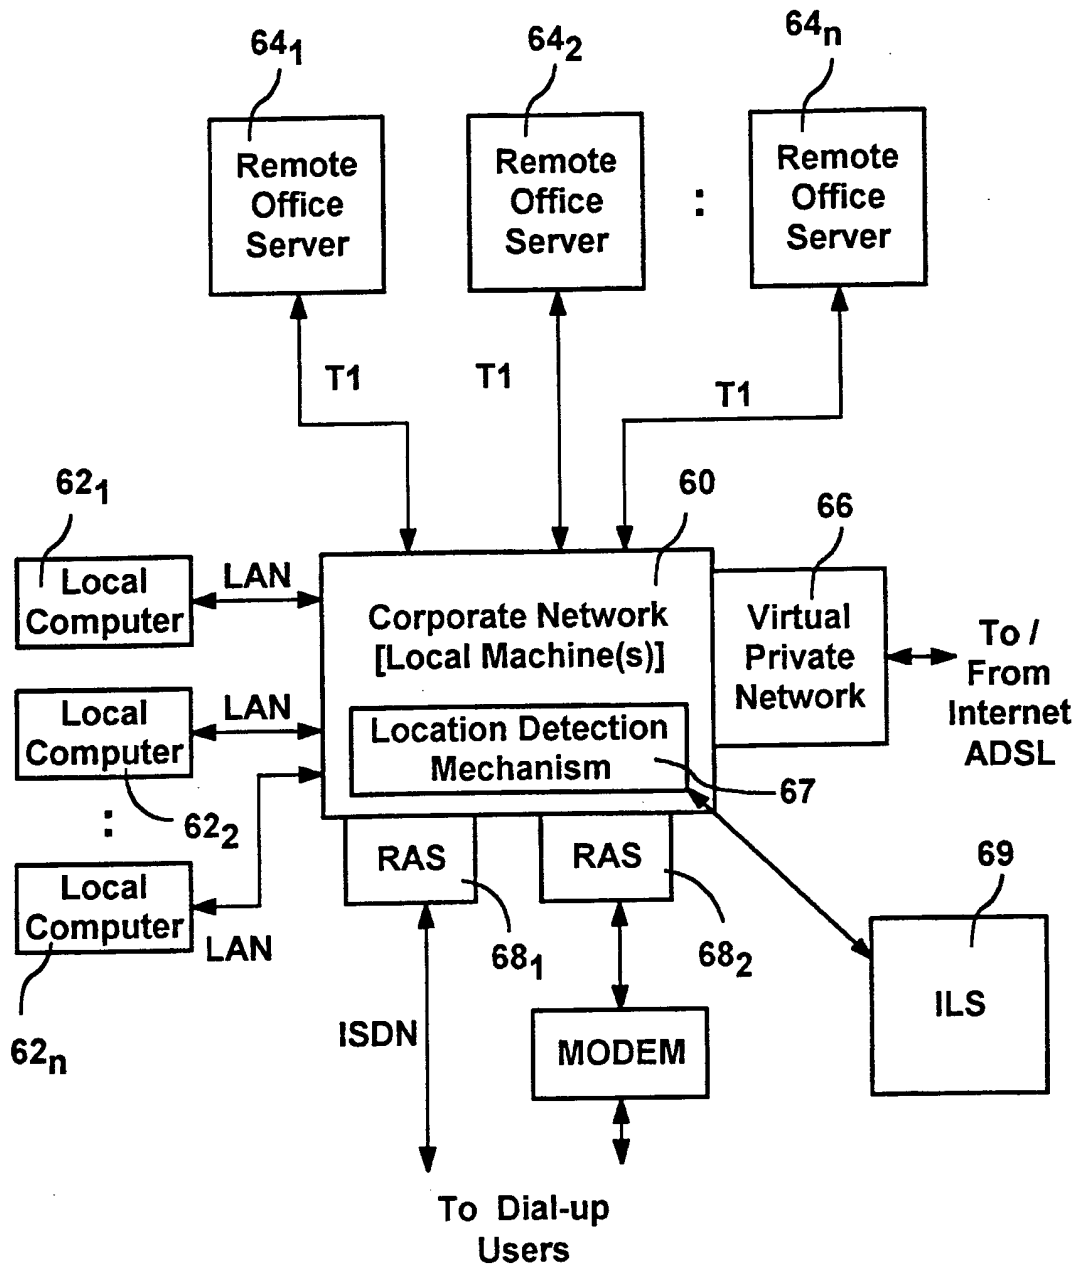 64₁
64₂
64ₙ
Remote
Office
Server
Remote
Office
Server
:
Remote
Office
Server
T1
T1
T1
62₁
60
66
Local
Computer
LAN
Corporate Network
[Local Machine(s)]
Virtual
Private
Network
To /
From
Internet
ADSL
Local
Computer
LAN
Location Detection
Mechanism
67
:
62₂
RAS
RAS
69
Local
Computer
LAN
68₁
68₂
62ₙ
ISDN
MODEM
ILS
To Dial-up
Users